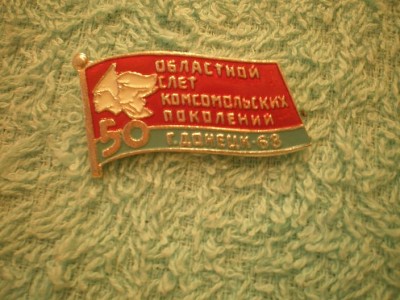 ОБЛАСТНОЙ
СЛЕТ
КОМСОМОЛЬСКИХ
ПОКОЛЕНИЙ
50
Г.ДОНЕЦК-68